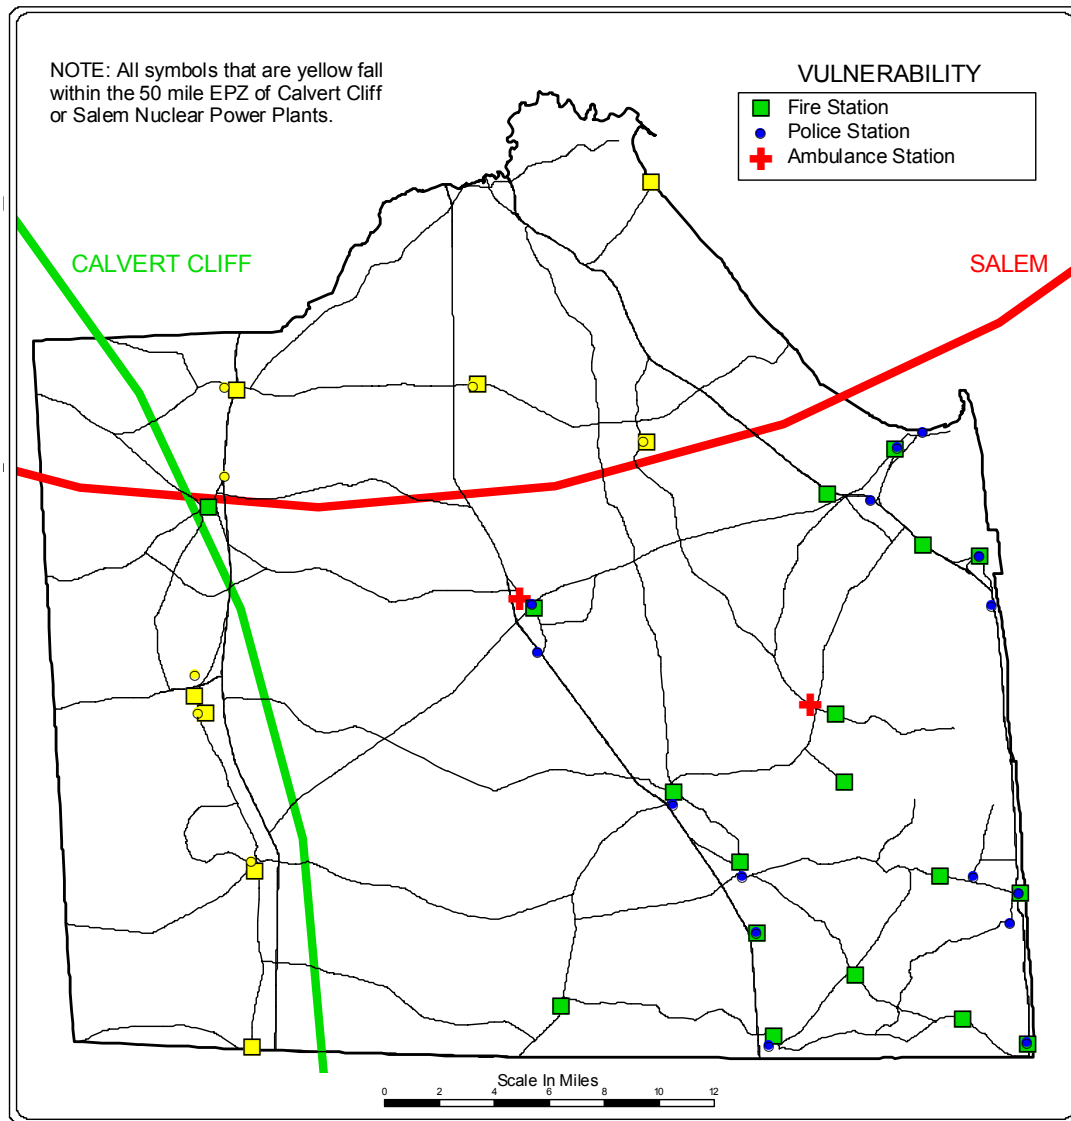 NOTE: All symbols that are yellow fall
within the 50 mile EPZ of Calvert Cliff
or Salem Nuclear Power Plants.
VULNERABILITY
Fire Station
Police Station
Ambulance Station
CALVERT CLIFF
SALEM
Scale In Miles
0 2 4 6 8 10 12